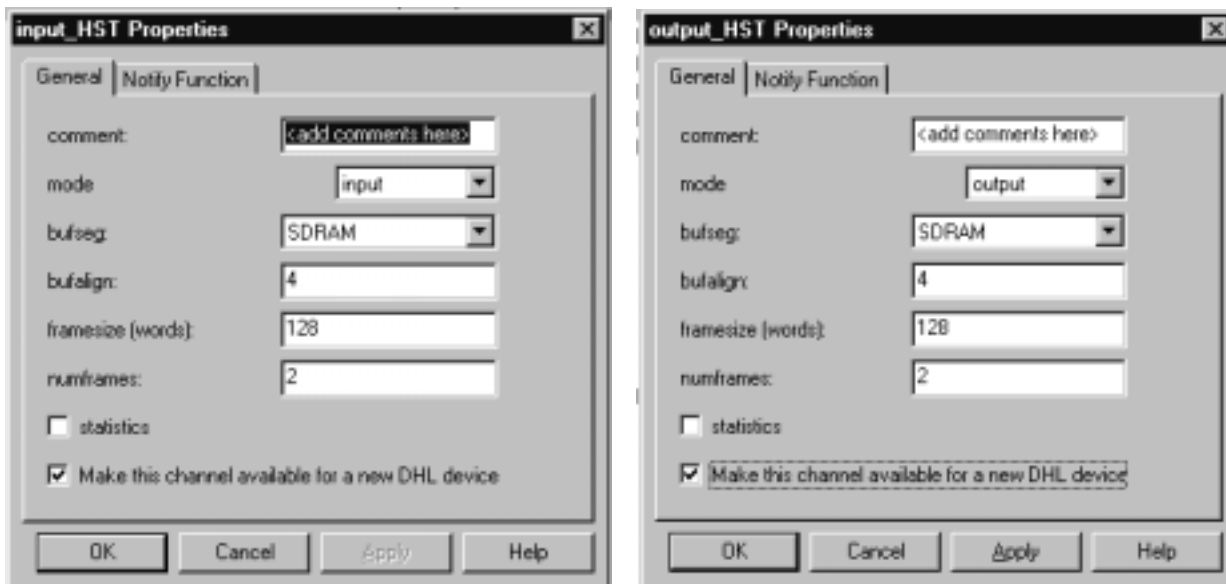 input_HST Properties
General
Notify Function
comment:
<add comments here>
mode
input
bufseg:
SDRAM
bufalign:
4
framesize (words):
128
numframes:
2
statistics
Make this channel available for a new DHL device
OK
Cancel
Apply
Help
output_HST Properties
General
Notify Function
comment:
<add comments here>
mode
output
bufseg:
SDRAM
bufalign:
4
framesize (words):
128
numframes:
2
statistics
Make this channel available for a new DHL device
OK
Cancel
Apply
Help